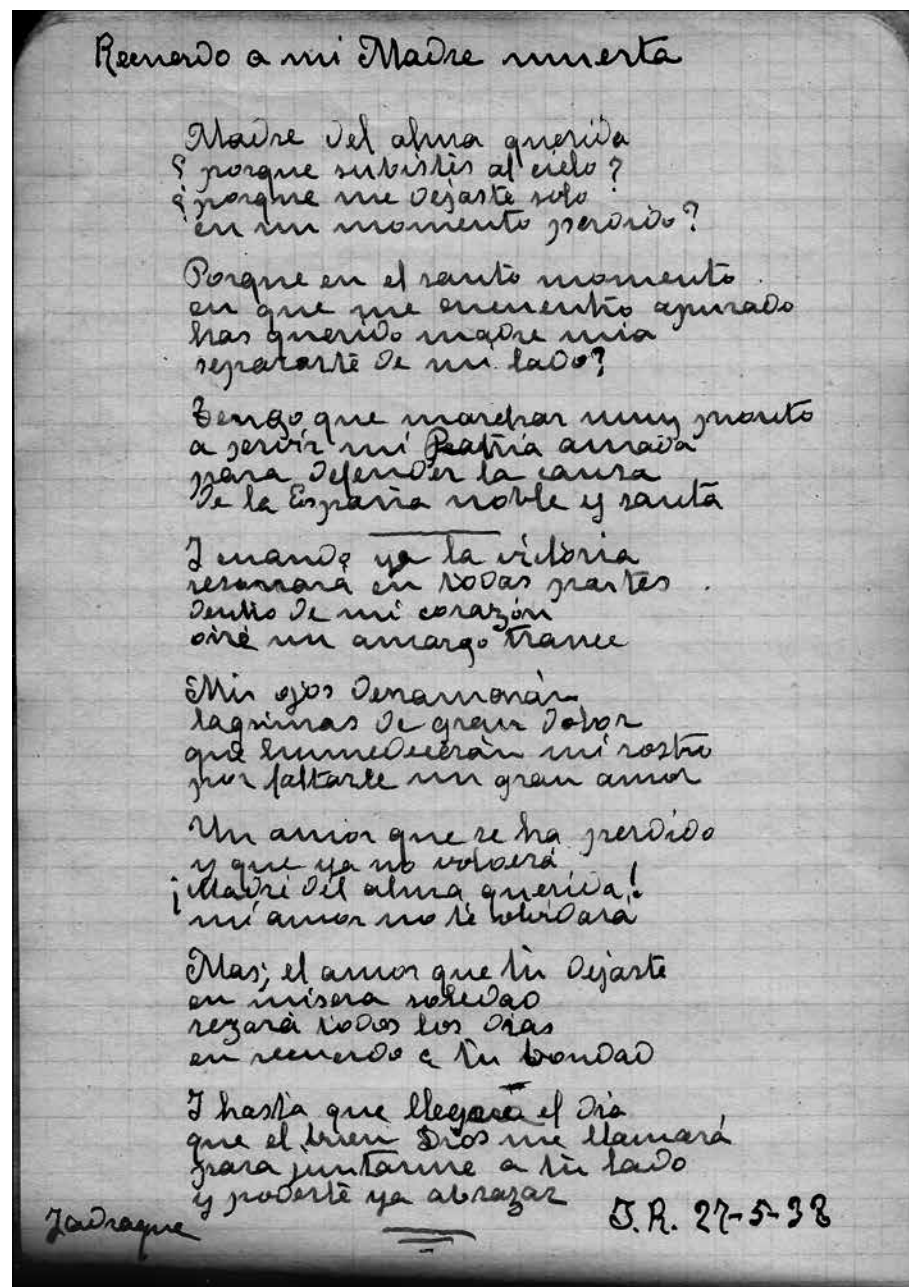 Recuerdo a mi Madre muerta
Madre del alma querida
¿porque subistes al cielo?
¿porque me dejaste solo
en un momento perdido?
Porque en el santo momento
en que me encuentro apurado
has querido madre mia
separarte de mi lado?
Tengo que marchar muy pronto
a servir mi Patria amada
para defender la causa
de la España noble y santa
I cuando ya la victoria
resonará en todas partes
dentro de mi corazón
oiré un amargo trance
Mis ojos derramarán
lagrimas de gran dolor
que humedecerán mi rostro
por faltarle un gran amor
Un amor que se ha perdido
y que ya no volverá
¡Madre del alma querida!
mi amor no te olvidará
Mas, el amor que tu dejaste
en misera soledad
rezará todos los dias
en recuerdo a tu bondad
I hasta que llegará el dia
que el buen Dios me llamará
para juntarme a tu lado
y poderte ya abrazar
Jadraque
J.R. 27-5-38